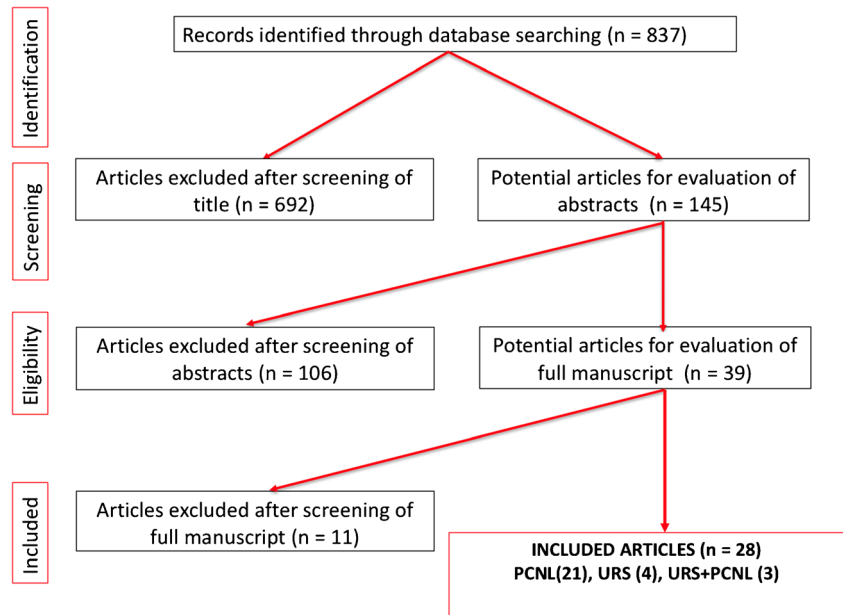 Identification
Records identified through database searching (n = 837)
Screening
Articles excluded after screening of
title (n = 692)
Potential articles for evaluation of
abstracts (n = 145)
Eligibility
Articles excluded after screening of
abstracts (n = 106)
Potential articles for evaluation of
full manuscript (n = 39)
Included
Articles excluded after screening of
full manuscript (n = 11)
INCLUDED ARTICLES (n = 28)
PCNL(21), URS (4), URS+PCNL (3)